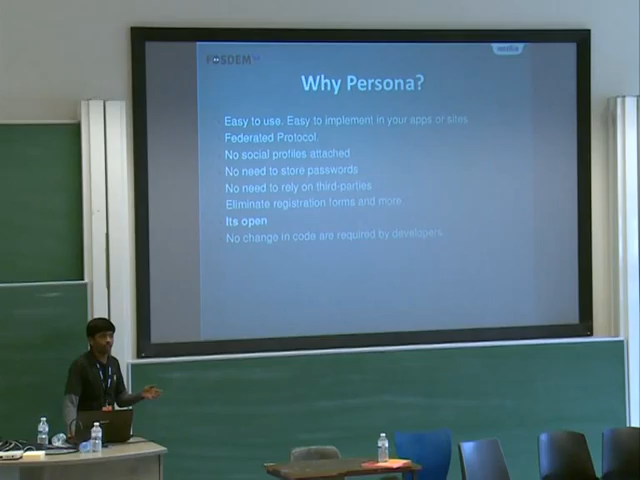 FOSDEM
mozilla
Why Persona?
Easy to use. Easy to implement in your apps or sites
Federated Protocol.
No social profiles attached
No need to store passwords
No need to rely on third-parties
Eliminate registration forms and more.
Its open
No change in code are required by developers.